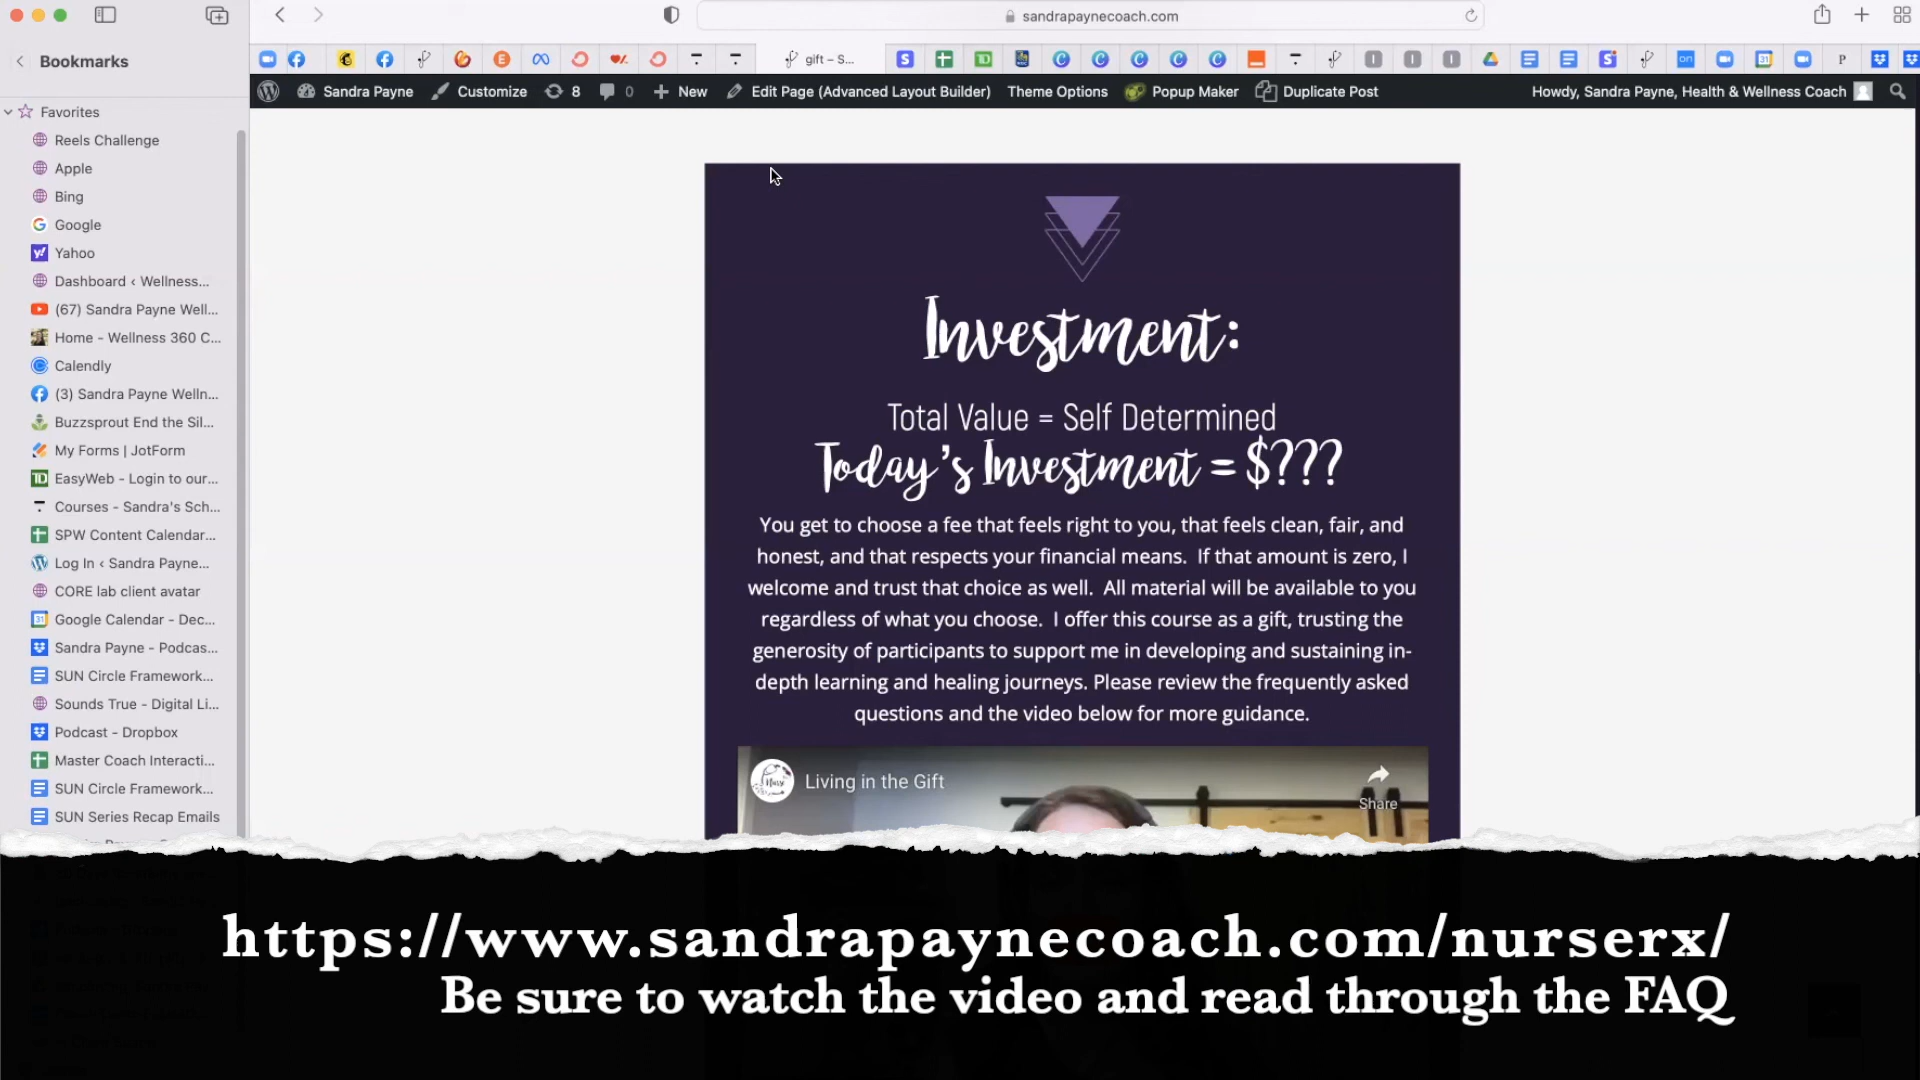 sandrapaynecoach.com
Bookmarks
gift – S...
Sandra Payne
Customize
8
0
New
Edit Page (Advanced Layout Builder)
Theme Options
Popup Maker
Duplicate Post
Howdy, Sandra Payne, Health & Wellness Coach
Favorites
Reels Challenge
Apple
Bing
Google
Yahoo
Dashboard ‹ Wellness...
(67) Sandra Payne Well...
Home - Wellness 360 C...
Calendly
(3) Sandra Payne Welln...
Buzzsprout End the Sil...
My Forms | JotForm
EasyWeb - Login to our...
Courses - Sandra's Sch...
SPW Content Calendar...
Log In ‹ Sandra Payne...
CORE lab client avatar
Google Calendar - Dec...
Sandra Payne - Podcas...
SUN Circle Framework...
Sounds True - Digital Li...
Podcast - Dropbox
Master Coach Interacti...
SUN Circle Framework...
SUN Series Recap Emails
Investment:
Total Value = Self Determined
Today's Investment = $???
You get to choose a fee that feels right to you, that feels clean, fair, and
honest, and that respects your financial means.  If that amount is zero, I
welcome and trust that choice as well.  All material will be available to you
regardless of what you choose.  I offer this course as a gift, trusting the
generosity of participants to support me in developing and sustaining in-
depth learning and healing journeys. Please review the frequently asked
questions and the video below for more guidance.
Living in the Gift
Share
https://www.sandrapaynecoach.com/nurserx/
Be sure to watch the video and read through the FAQ